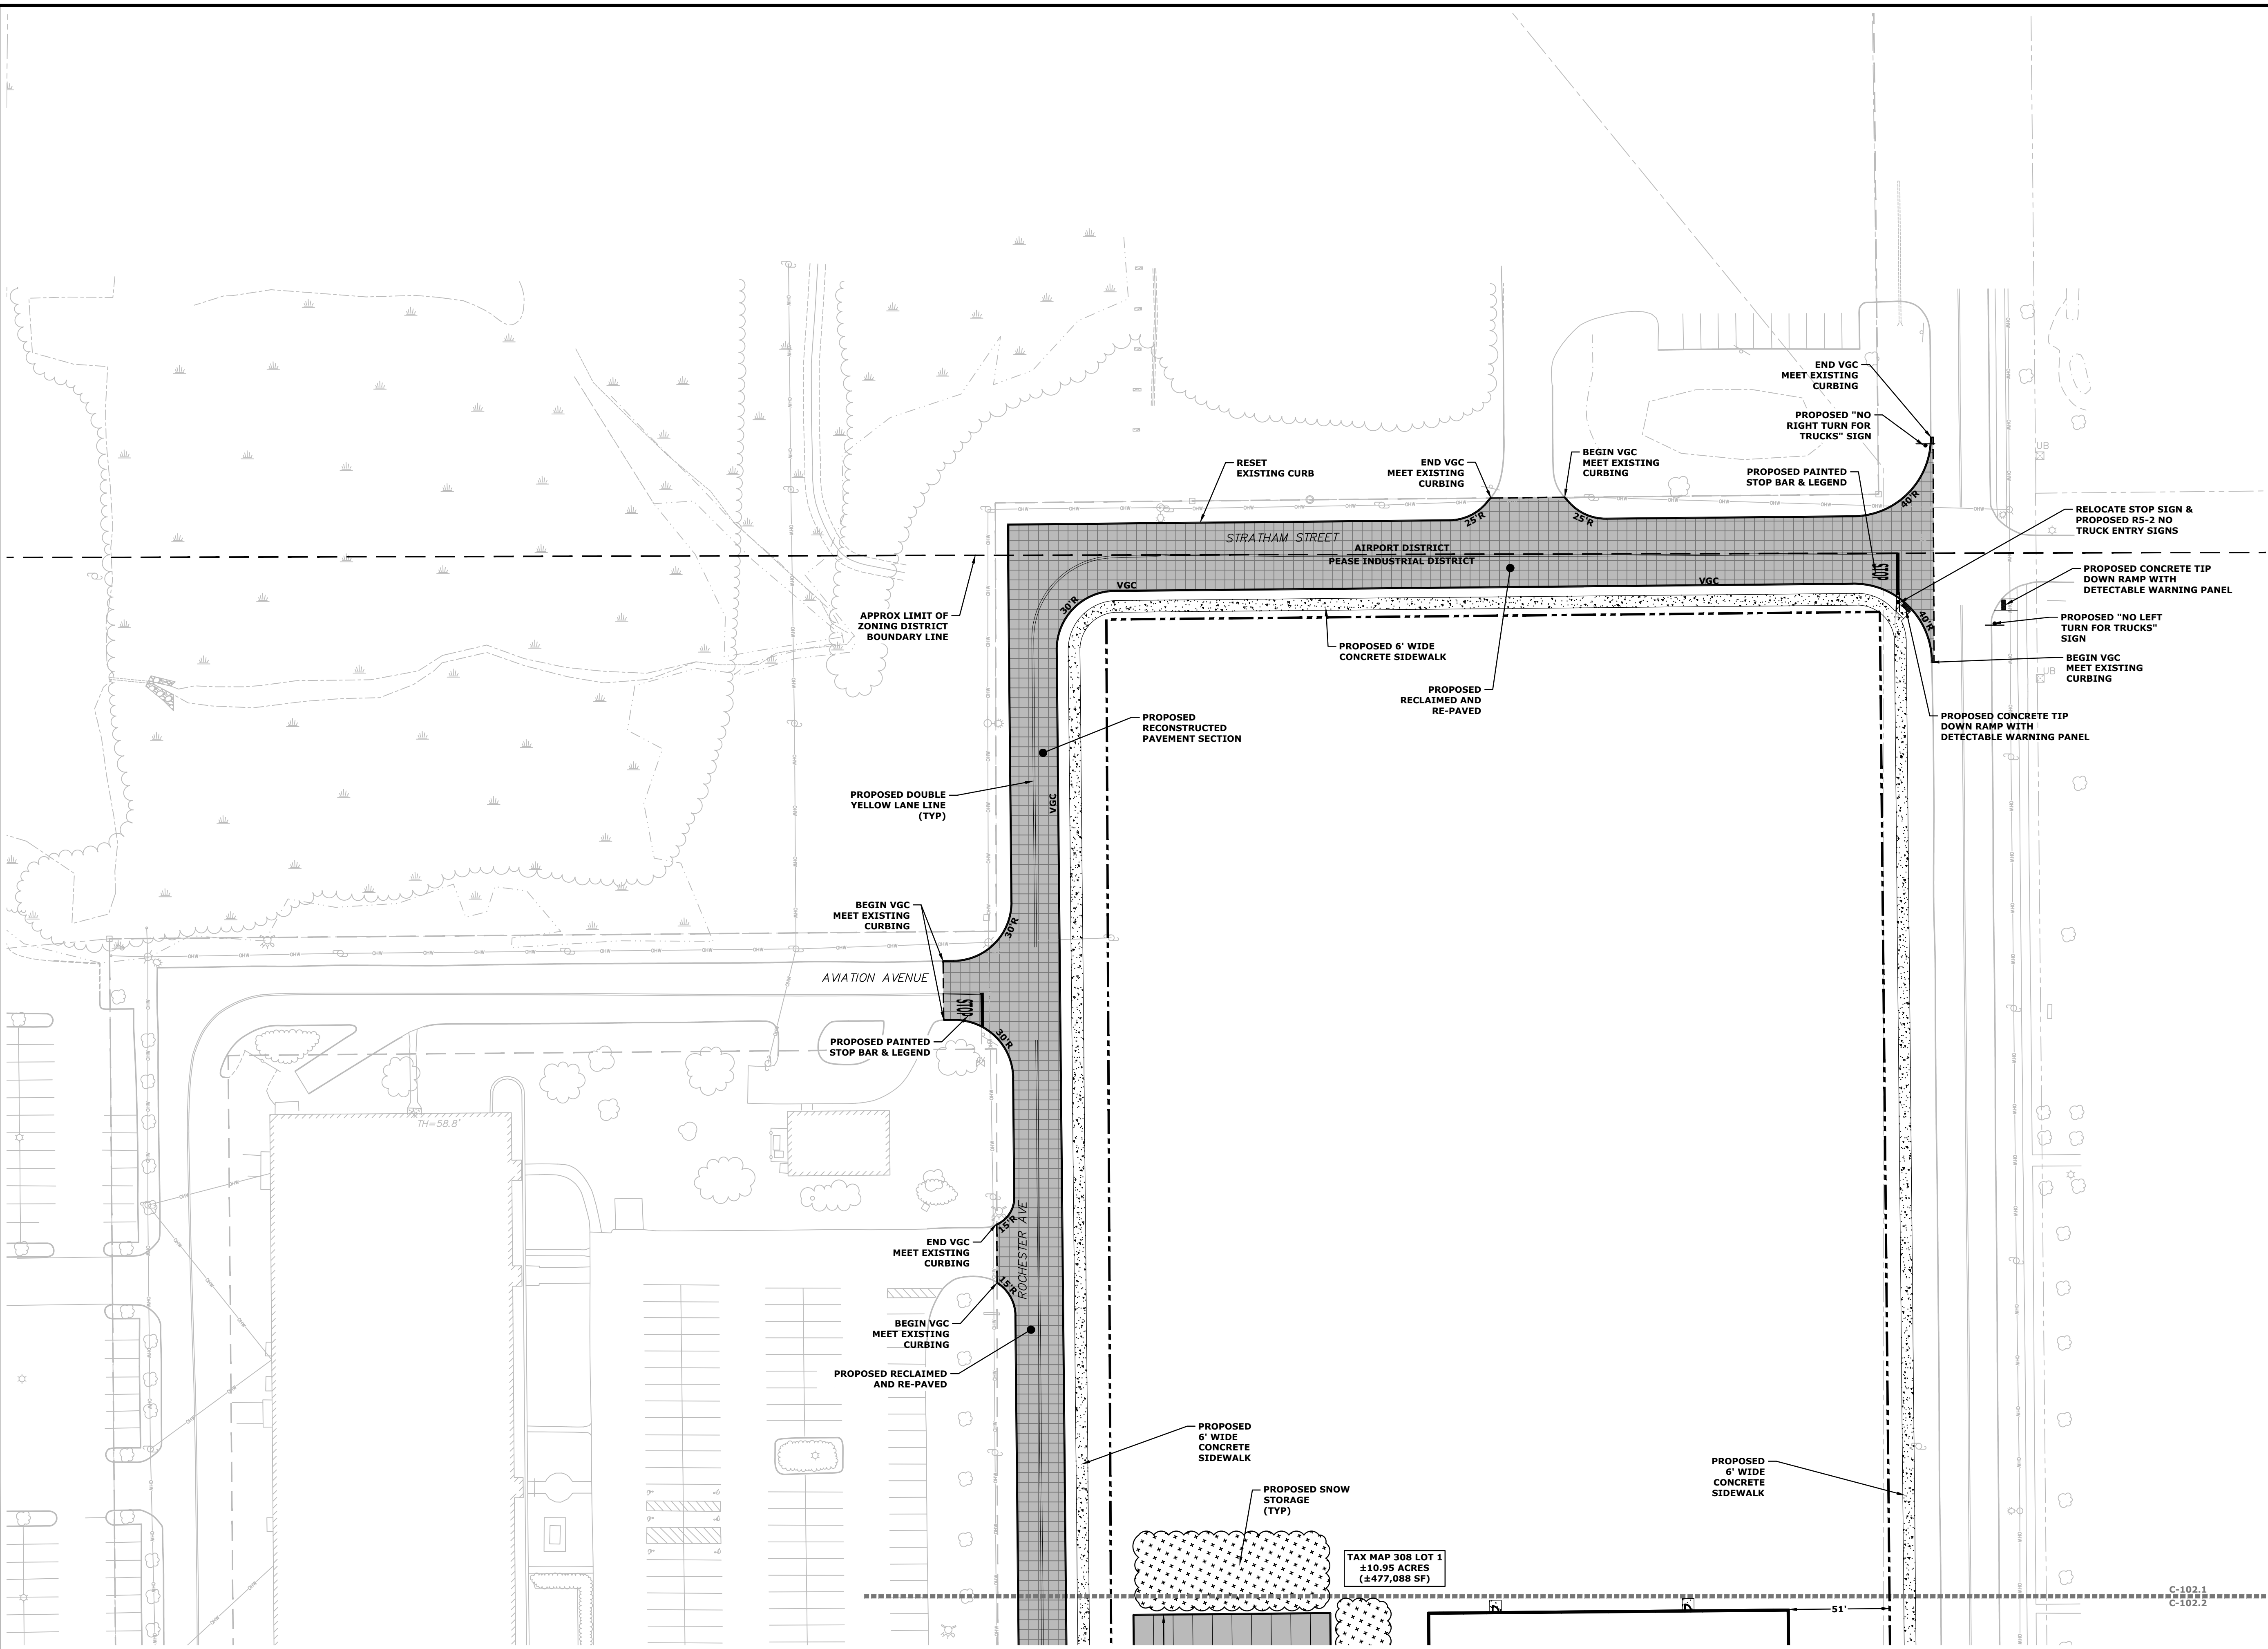 END VGC
MEET EXISTING
CURBING
PROPOSED "NO
RIGHT TURN FOR
TRUCKS" SIGN
UB
RESET
EXISTING CURB
END VGC
MEET EXISTING
CURBING
BEGIN VGC
MEET EXISTING
CURBING
PROPOSED PAINTED
STOP BAR & LEGEND
40'R
25'R
25'R
RELOCATE STOP SIGN &
PROPOSED R5-2 NO
TRUCK ENTRY SIGNS
STRATHAM STREET
AIRPORT DISTRICT
PEASE INDUSTRIAL DISTRICT
STOP
VGC
VGC
PROPOSED CONCRETE TIP
DOWN RAMP WITH
DETECTABLE WARNING PANEL
30'R
40'R
APPROX LIMIT OF
ZONING DISTRICT
BOUNDARY LINE
PROPOSED "NO LEFT
TURN FOR TRUCKS"
SIGN
PROPOSED 6' WIDE
CONCRETE SIDEWALK
BEGIN VGC
MEET EXISTING
CURBING
UB
PROPOSED
RECLAIMED AND
RE-PAVED
PROPOSED
RECONSTRUCTED
PAVEMENT SECTION
PROPOSED CONCRETE TIP
DOWN RAMP WITH
DETECTABLE WARNING PANEL
PROPOSED DOUBLE
YELLOW LANE LINE
(TYP)
VGC
BEGIN VGC
MEET EXISTING
CURBING
30'R
AVIATION AVENUE
STOP
30'R
PROPOSED PAINTED
STOP BAR & LEGEND
TH=58.8'
15'R
ROCHESTER AVE
END VGC
MEET EXISTING
CURBING
15'R
BEGIN VGC
MEET EXISTING
CURBING
PROPOSED RECLAIMED
AND RE-PAVED
PROPOSED
6' WIDE
CONCRETE
SIDEWALK
PROPOSED
6' WIDE
CONCRETE
SIDEWALK
PROPOSED SNOW
STORAGE
(TYP)
TAX MAP 308 LOT 1
±10.95 ACRES
(±477,088 SF)
C-102.1
C-102.2
51'